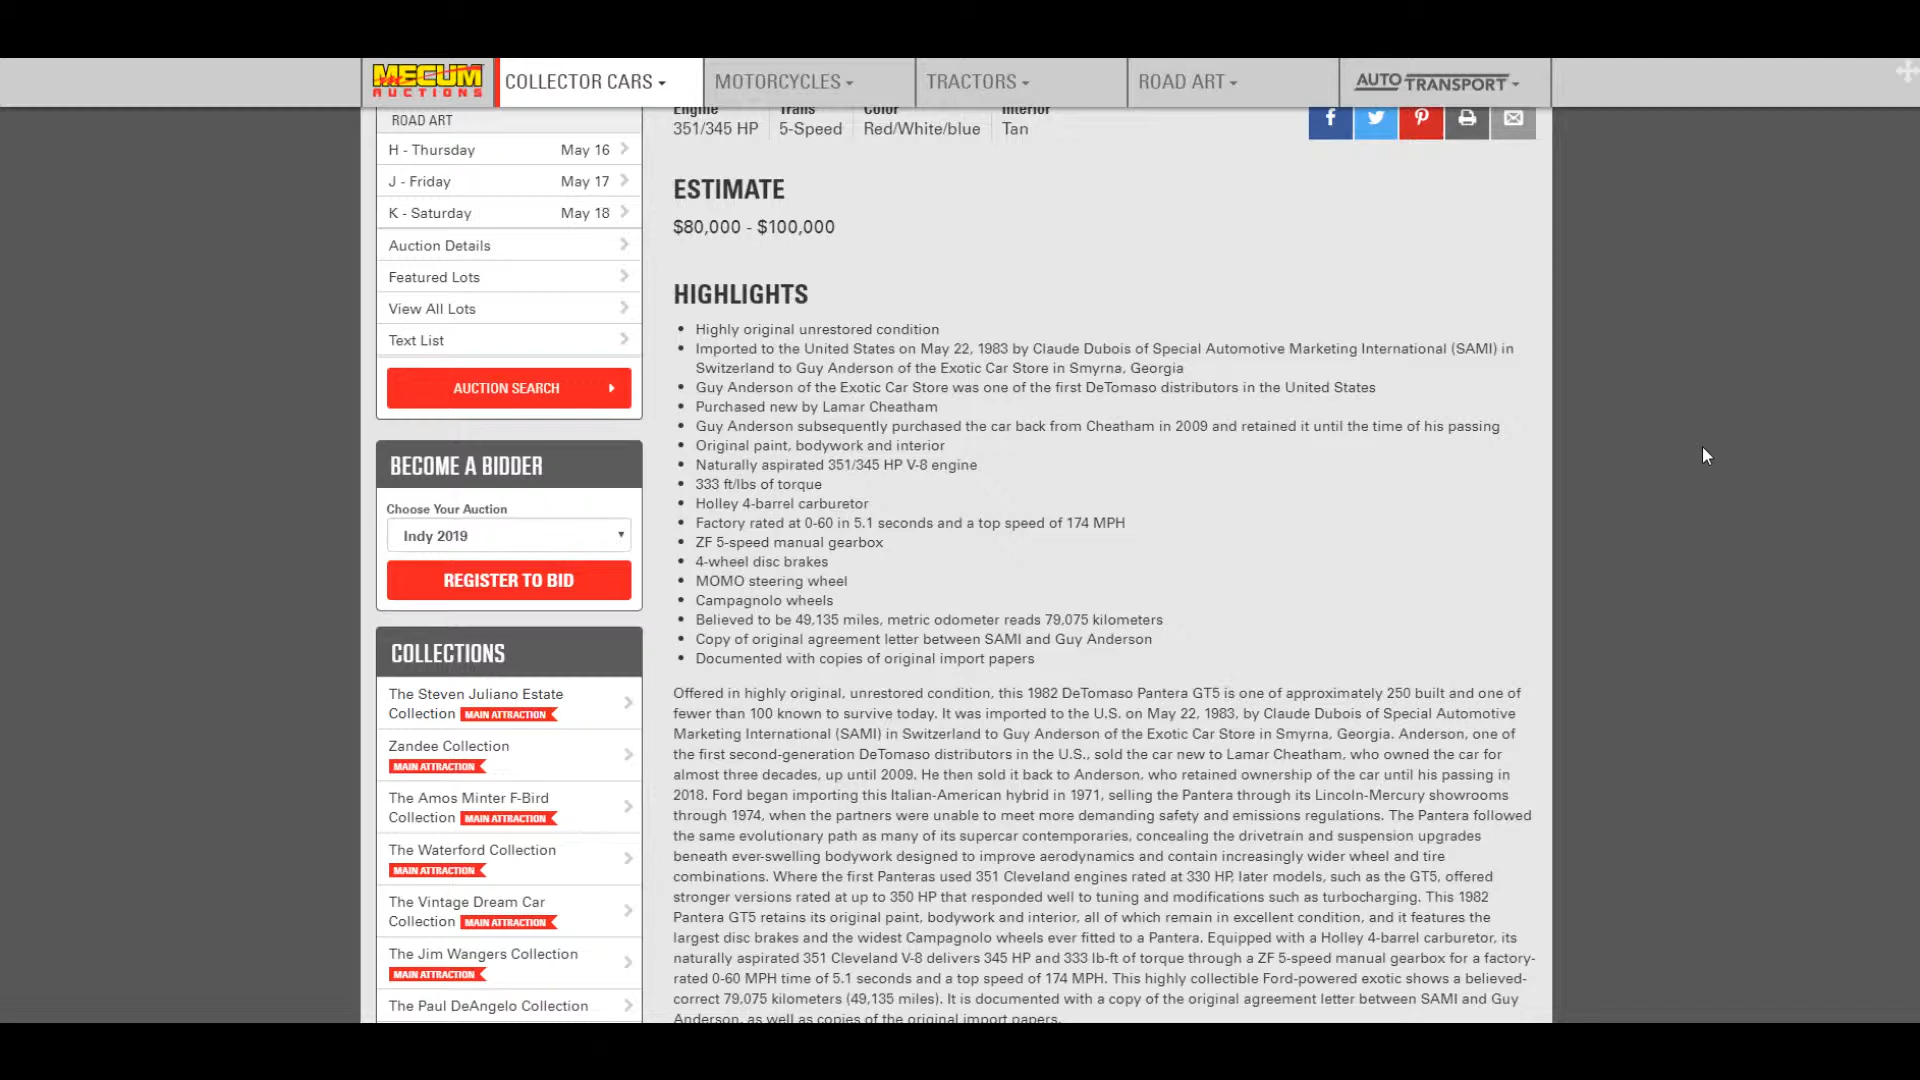 MECUM AUCTIONS
COLLECTOR CARS
MOTORCYCLES
TRACTORS
ROAD ART
AUTO TRANSPORT
ROAD ART
H - Thursday May 16
J - Friday May 17
K - Saturday May 18
Auction Details
Featured Lots
View All Lots
Text List
AUCTION SEARCH
BECOME A BIDDER
Choose Your Auction
Indy 2019
REGISTER TO BID
COLLECTIONS
The Steven Juliano Estate
Collection MAIN ATTRACTION
Zandee Collection
MAIN ATTRACTION
The Amos Minter F-Bird
Collection MAIN ATTRACTION
The Waterford Collection
MAIN ATTRACTION
The Vintage Dream Car
Collection MAIN ATTRACTION
The Jim Wangers Collection
MAIN ATTRACTION
The Paul DeAngelo Collection
Engine Trans Color Interior
351/345 HP 5-Speed Red/White/blue Tan
ESTIMATE
$80,000 - $100,000
HIGHLIGHTS
• Highly original unrestored condition
• Imported to the United States on May 22, 1983 by Claude Dubois of Special Automotive Marketing International (SAMI) in
Switzerland to Guy Anderson of the Exotic Car Store in Smyrna, Georgia
• Guy Anderson of the Exotic Car Store was one of the first DeTomaso distributors in the United States
• Purchased new by Lamar Cheatham
• Guy Anderson subsequently purchased the car back from Cheatham in 2009 and retained it until the time of his passing
• Original paint, bodywork and interior
• Naturally aspirated 351/345 HP V-8 engine
• 333 ft/lbs of torque
• Holley 4-barrel carburetor
• Factory rated at 0-60 in 5.1 seconds and a top speed of 174 MPH
• ZF 5-speed manual gearbox
• 4-wheel disc brakes
• MOMO steering wheel
• Campagnolo wheels
• Believed to be 49,135 miles, metric odometer reads 79,075 kilometers
• Copy of original agreement letter between SAMI and Guy Anderson
• Documented with copies of original import papers
Offered in highly original, unrestored condition, this 1982 DeTomaso Pantera GT5 is one of approximately 250 built and one of
fewer than 100 known to survive today. It was imported to the U.S. on May 22, 1983, by Claude Dubois of Special Automotive
Marketing International (SAMI) in Switzerland to Guy Anderson of the Exotic Car Store in Smyrna, Georgia. Anderson, one of
the first second-generation DeTomaso distributors in the U.S., sold the car new to Lamar Cheatham, who owned the car for
almost three decades, up until 2009. He then sold it back to Anderson, who retained ownership of the car until his passing in
2018. Ford began importing this Italian-American hybrid in 1971, selling the Pantera through its Lincoln-Mercury showrooms
through 1974, when the partners were unable to meet more demanding safety and emissions regulations. The Pantera followed
the same evolutionary path as many of its supercar contemporaries, concealing the drivetrain and suspension upgrades
beneath ever-swelling bodywork designed to improve aerodynamics and contain increasingly wider wheel and tire
combinations. Where the first Panteras used 351 Cleveland engines rated at 330 HP, later models, such as the GT5, offered
stronger versions rated at up to 350 HP that responded well to tuning and modifications such as turbocharging. This 1982
Pantera GT5 retains its original paint, bodywork and interior, all of which remain in excellent condition, and it features the
largest disc brakes and the widest Campagnolo wheels ever fitted to a Pantera. Equipped with a Holley 4-barrel carburetor, its
naturally aspirated 351 Cleveland V-8 delivers 345 HP and 333 lb-ft of torque through a ZF 5-speed manual gearbox for a factory-
rated 0-60 MPH time of 5.1 seconds and a top speed of 174 MPH. This highly collectible Ford-powered exotic shows a believed-
correct 79,075 kilometers (49,135 miles). It is documented with a copy of the original agreement letter between SAMI and Guy
Anderson, as well as copies of the original import papers.